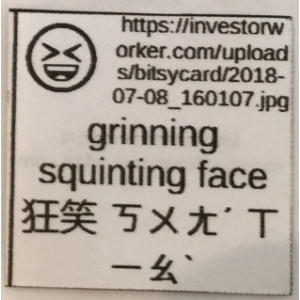 https://investorw
orker.com/upload
s/bitsycard/2018-
07-08_160107.jpg
grinning
squinting face
狂笑 ㄎㄨㄤˊ ㄒ
ㄧㄠˋ